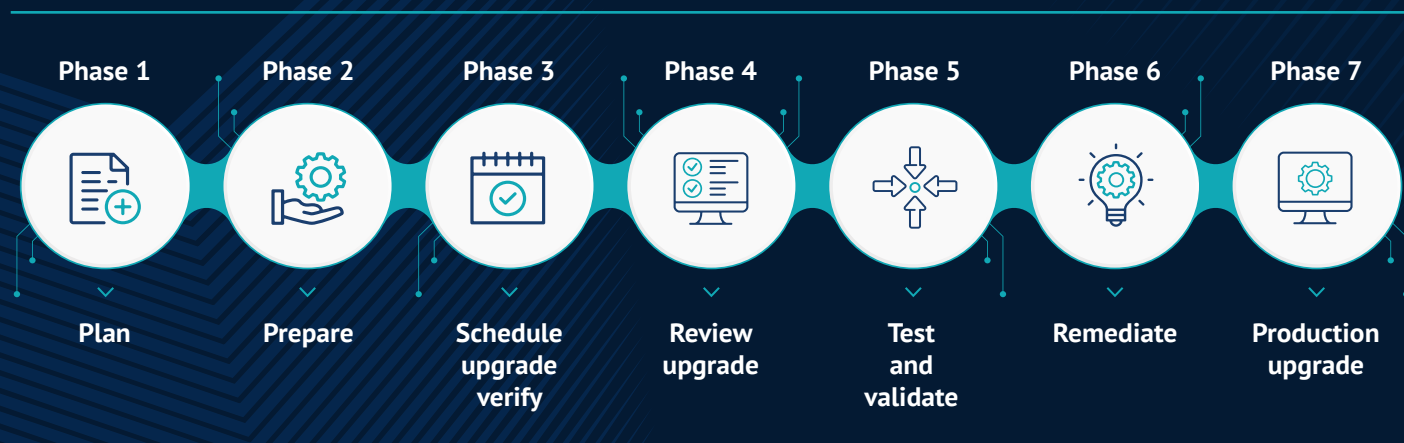 Phase 1
Phase 2
Phase 3
Phase 4
Phase 5
Phase 6
Phase 7
Plan
Prepare
Schedule
upgrade
verify
Review
upgrade
Test
and
validate
Remediate
Production
upgrade